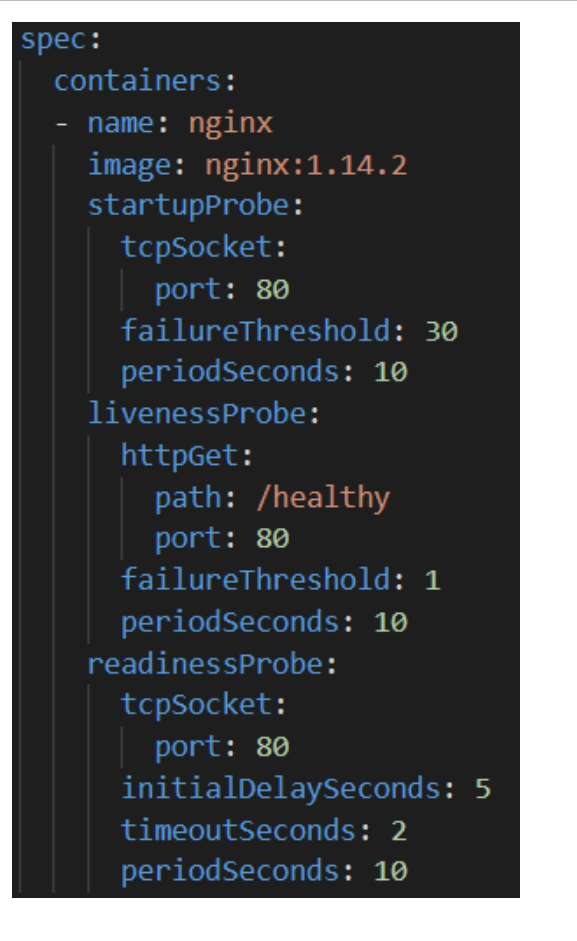 spec:
  containers:
  - name: nginx
    image: nginx:1.14.2
    startupProbe:
      tcpSocket:
        port: 80
      failureThreshold: 30
      periodSeconds: 10
    livenessProbe:
      httpGet:
        path: /healthy
        port: 80
      failureThreshold: 1
      periodSeconds: 10
    readinessProbe:
      tcpSocket:
        port: 80
      initialDelaySeconds: 5
      timeoutSeconds: 2
      periodSeconds: 10